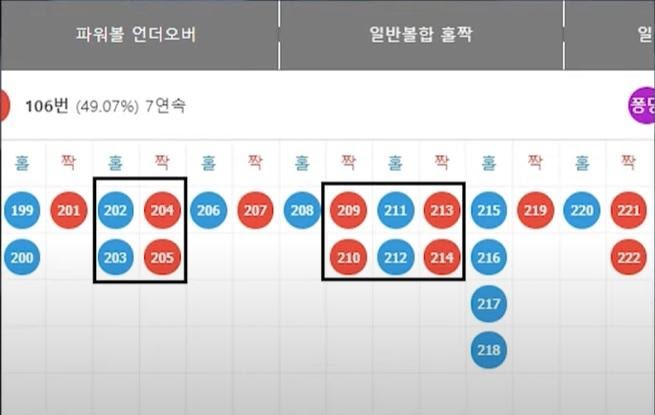 파워볼 언더오버 일반볼합 홀짝 일
106번 (49.07%) 7연속 퐁당
홀 짝 홀 짝 홀 짝 홀 짝 홀 짝 홀 짝 홀 짝
199 201 202 204 206 207 208 209 211 213 215 219 220 221
200 203 205 210 212 214 216 222
217
218